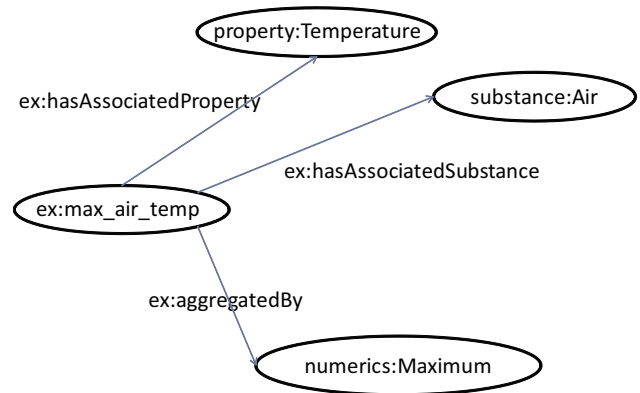 property:Temperature
substance:Air
ex:hasAssociatedProperty
ex:hasAssociatedSubstance
ex:max_air_temp
ex:aggregatedBy
numerics:Maximum